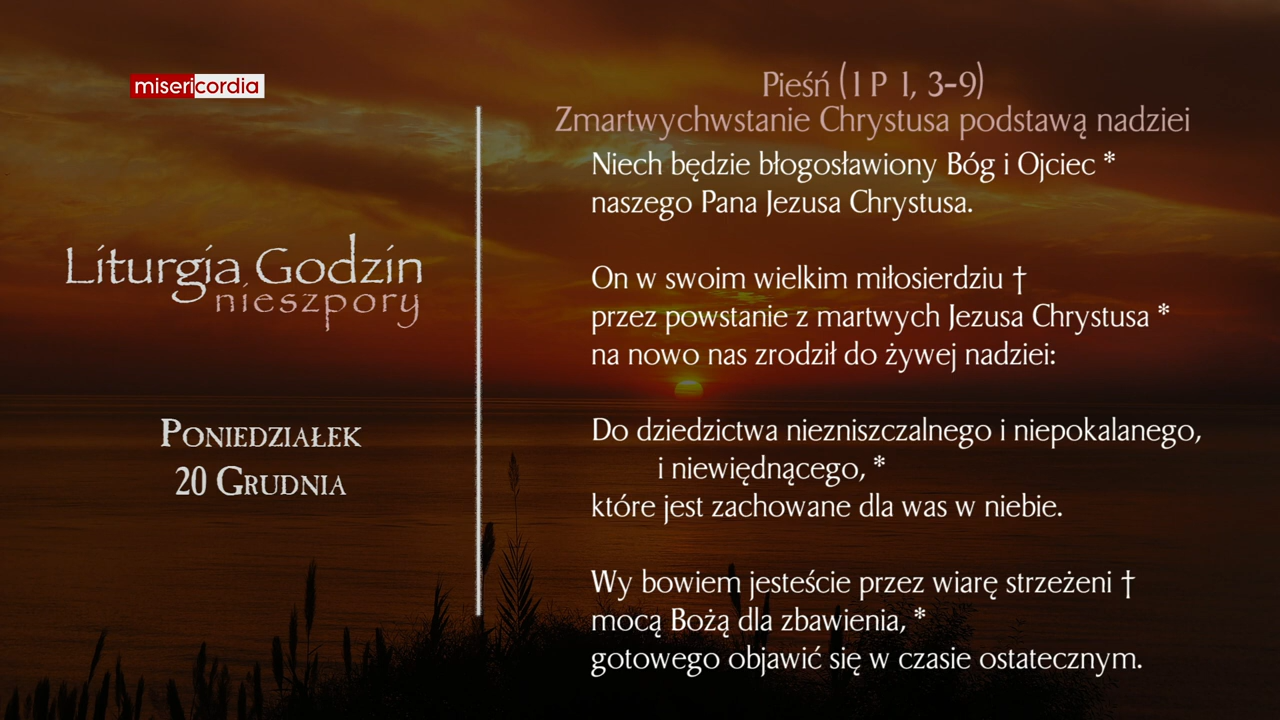 misericordia
Liturgia Godzin
nieszpory
Poniedziałek
20 Grudnia
Pieśń (1 P 1, 3-9)
Zmartwychwstanie Chrystusa podstawą nadziei
Niech będzie błogosławiony Bóg i Ojciec *
naszego Pana Jezusa Chrystusa.
On w swoim wielkim miłosierdziu †
przez powstanie z martwych Jezusa Chrystusa *
na nowo nas zrodził do żywej nadziei:
Do dziedzictwa niezniszczalnego i niepokalanego,
i niewiędnącego, *
które jest zachowane dla was w niebie.
Wy bowiem jesteście przez wiarę strzeżeni †
mocą Bożą dla zbawienia, *
gotowego objawić się w czasie ostatecznym.